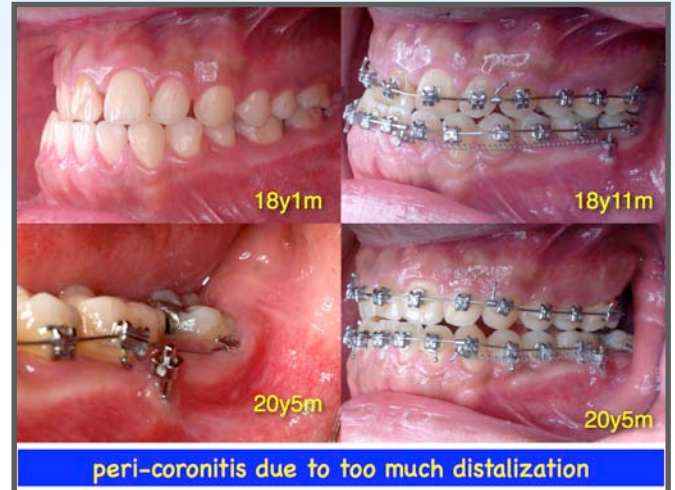 18y1m
18y11m
20y5m
20y5m
peri-coronitis due to too much distalization